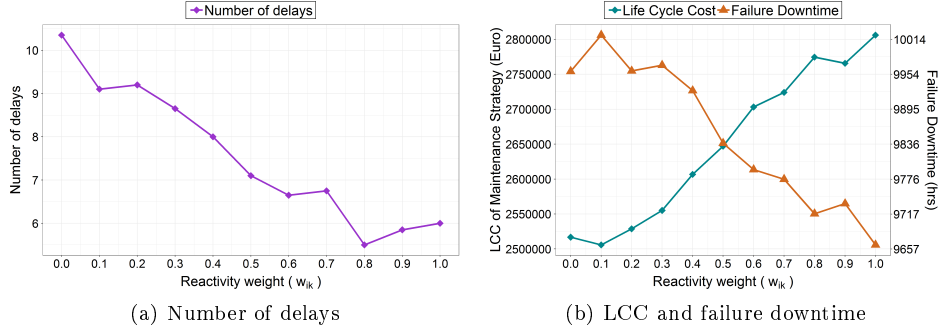 Number of delays
Number of delays
10
9
8
7
6
0.0 0.1 0.2 0.3 0.4 0.5 0.6 0.7 0.8 0.9 1.0
Reactivity weight ( wik )
(a) Number of delays
Life Cycle Cost Failure Downtime
LCC of Maintenance Strategy (Euro)
2800000
2750000
2700000
2650000
2600000
2550000
2500000
10014
9954
9895
9836
9776
9717
9657
Failure Downtime (hrs)
0.0 0.1 0.2 0.3 0.4 0.5 0.6 0.7 0.8 0.9 1.0
Reactivity weight ( wik )
(b) LCC and failure downtime